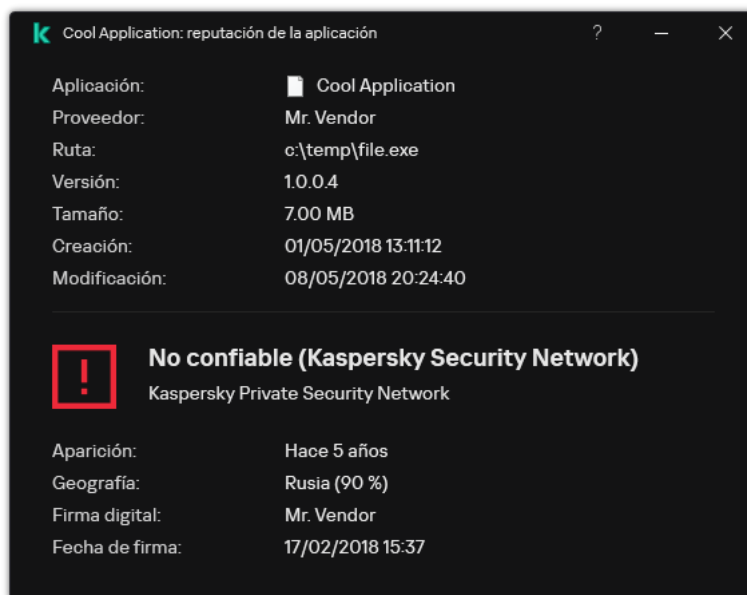 Cool Application: reputación de la aplicación
Aplicación: Cool Application
Proveedor: Mr. Vendor
Ruta: c:\temp\file.exe
Versión: 1.0.0.4
Tamaño: 7.00 MB
Creación: 01/05/2018 13:11:12
Modificación: 08/05/2018 20:24:40
No confiable (Kaspersky Security Network)
Kaspersky Private Security Network
Aparición: Hace 5 años
Geografía: Rusia (90 %)
Firma digital: Mr. Vendor
Fecha de firma: 17/02/2018 15:37